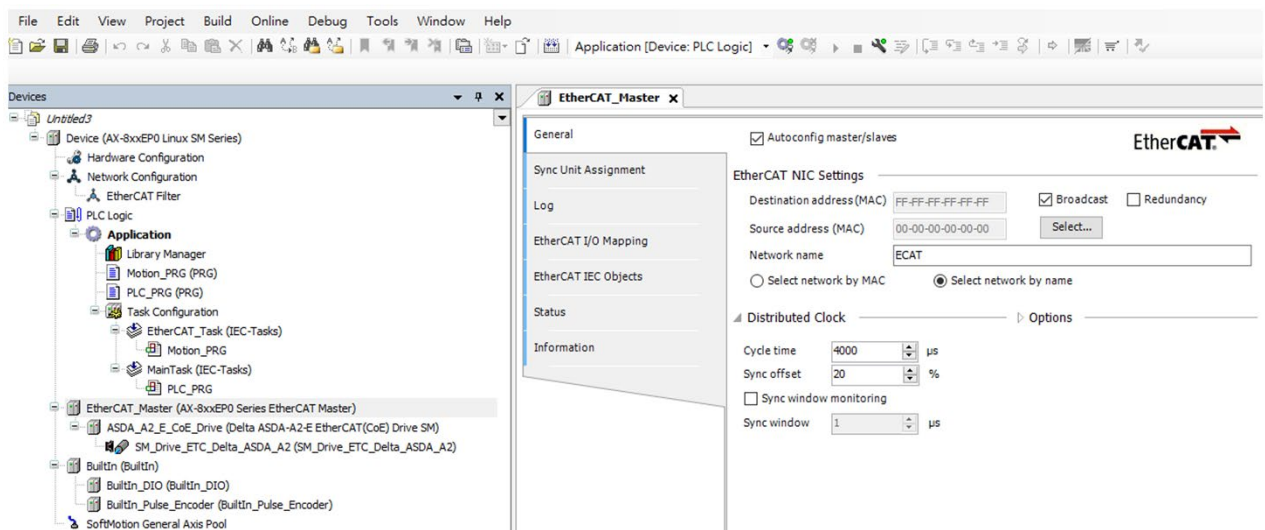 File Edit View Project Build Online Debug Tools Window Help
Application [Device: PLC Logic]
Devices
Untitled3
Device (AX-8xxEP0 Linux SM Series)
Hardware Configuration
Network Configuration
EtherCAT Filter
PLC Logic
Application
Library Manager
Motion_PRG (PRG)
PLC_PRG (PRG)
Task Configuration
EtherCAT_Task (IEC-Tasks)
Motion_PRG
MainTask (IEC-Tasks)
PLC_PRG
EtherCAT_Master (AX-8xxEP0 Series EtherCAT Master)
ASDA_A2_E_CoE_Drive (Delta ASDA-A2-E EtherCAT(CoE) Drive SM)
SM_Drive_ETC_Delta_ASDA_A2 (SM_Drive_ETC_Delta_ASDA_A2)
BuiltIn (BuiltIn)
BuiltIn_DIO (BuiltIn_DIO)
BuiltIn_Pulse_Encoder (BuiltIn_Pulse_Encoder)
SoftMotion General Axis Pool
EtherCAT_Master
General
Sync Unit Assignment
Log
EtherCAT I/O Mapping
EtherCAT IEC Objects
Status
Information
Autoconfig master/slaves
EtherCAT
EtherCAT NIC Settings
Destination address (MAC) FF-FF-FF-FF-FF-FF Broadcast Redundancy
Source address (MAC) 00-00-00-00-00-00 Select...
Network name ECAT
Select network by MAC Select network by name
Distributed Clock Options
Cycle time 4000 µs
Sync offset 20 %
Sync window monitoring
Sync window 1 µs